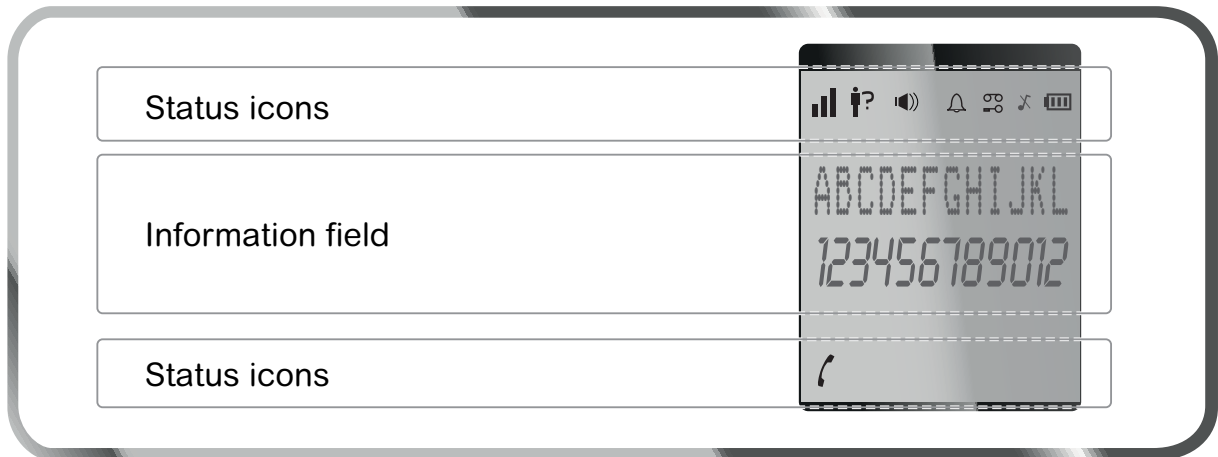 Status icons
?
Information field
ABCDEFGHIJKL
123456789012
Status icons